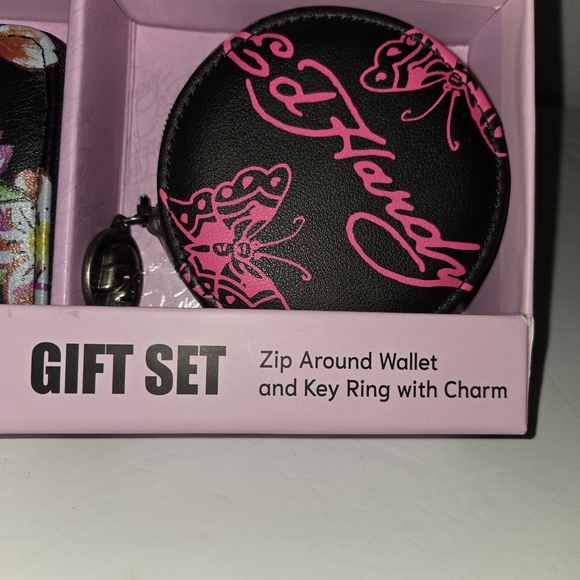 Ed Hardy
GIFT SET
Zip Around Wallet
and Key Ring with Charm